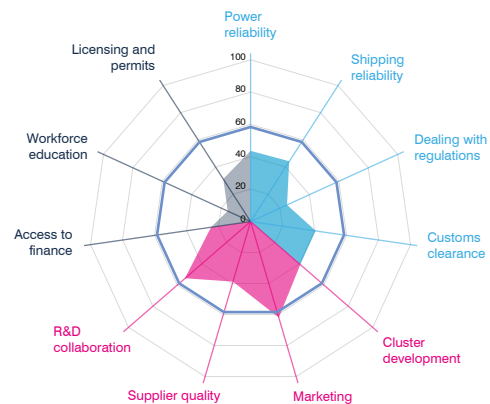 Power
reliability
Licensing and
permits
Shipping
reliability
100
80
60
40
20
0
Workforce
education
Dealing with
regulations
Access to
finance
Customs
clearance
R&D
collaboration
Cluster
development
Supplier quality
Marketing